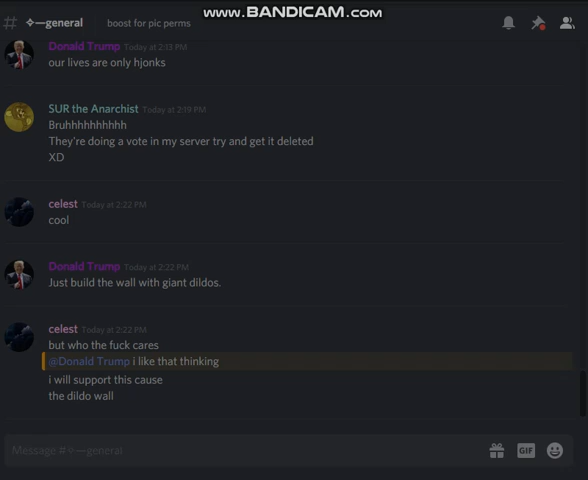 www.BANDICAM.com
✧—general
boost for pic perms
Donald Trump Today at 2:13 PM
our lives are only hjonks
SUR the Anarchist Today at 2:19 PM
Bruhhhhhhhhhh
They're doing a vote in my server try and get it deleted
XD
celest Today at 2:22 PM
cool
Donald Trump Today at 2:22 PM
Just build the wall with giant dildos.
celest Today at 2:22 PM
but who the fuck cares
@Donald Trump i like that thinking
i will support this cause
the dildo wall
Message #✧—general
GIF